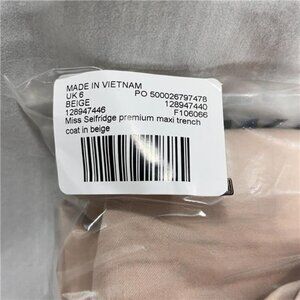 MADE IN VIETNAM
UK 6 PO 500026797478
BEIGE 128947440
128947446 F106066
Miss Selfridge premium maxi trench
coat in beige